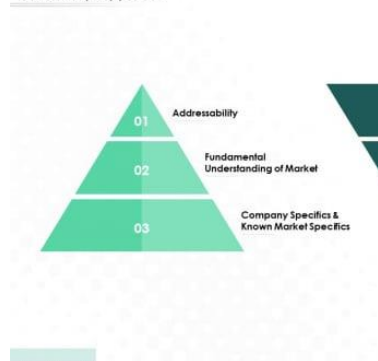 01
Addressability
02
Fundamental
Understanding of Market
03
Company Specifics &
Known Market Specifics